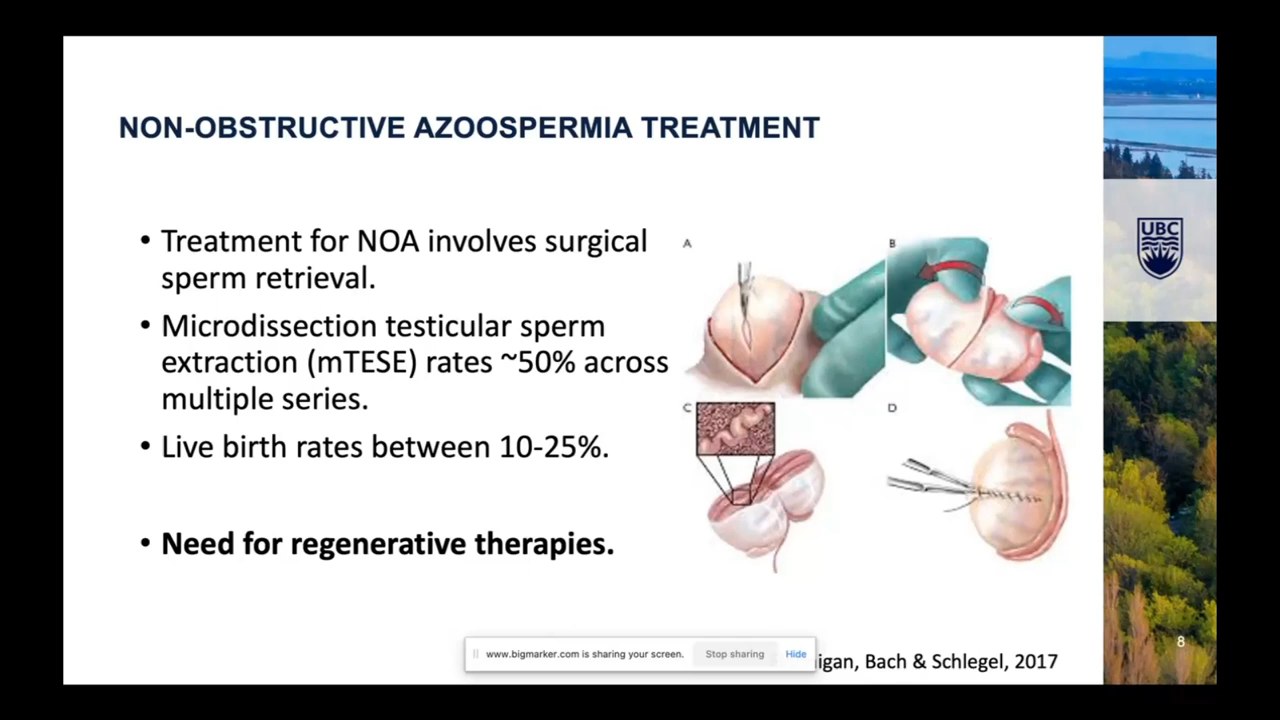 NON-OBSTRUCTIVE AZOOSPERMIA TREATMENT
• Treatment for NOA involves surgical
sperm retrieval.
• Microdissection testicular sperm
extraction (mTESE) rates ~50% across
multiple series.
• Live birth rates between 10-25%.
• Need for regenerative therapies.
A
B
C
D
UBC
8
www.bigmarker.com is sharing your screen.
Stop sharing
Hide
Bach & Schlegel, 2017